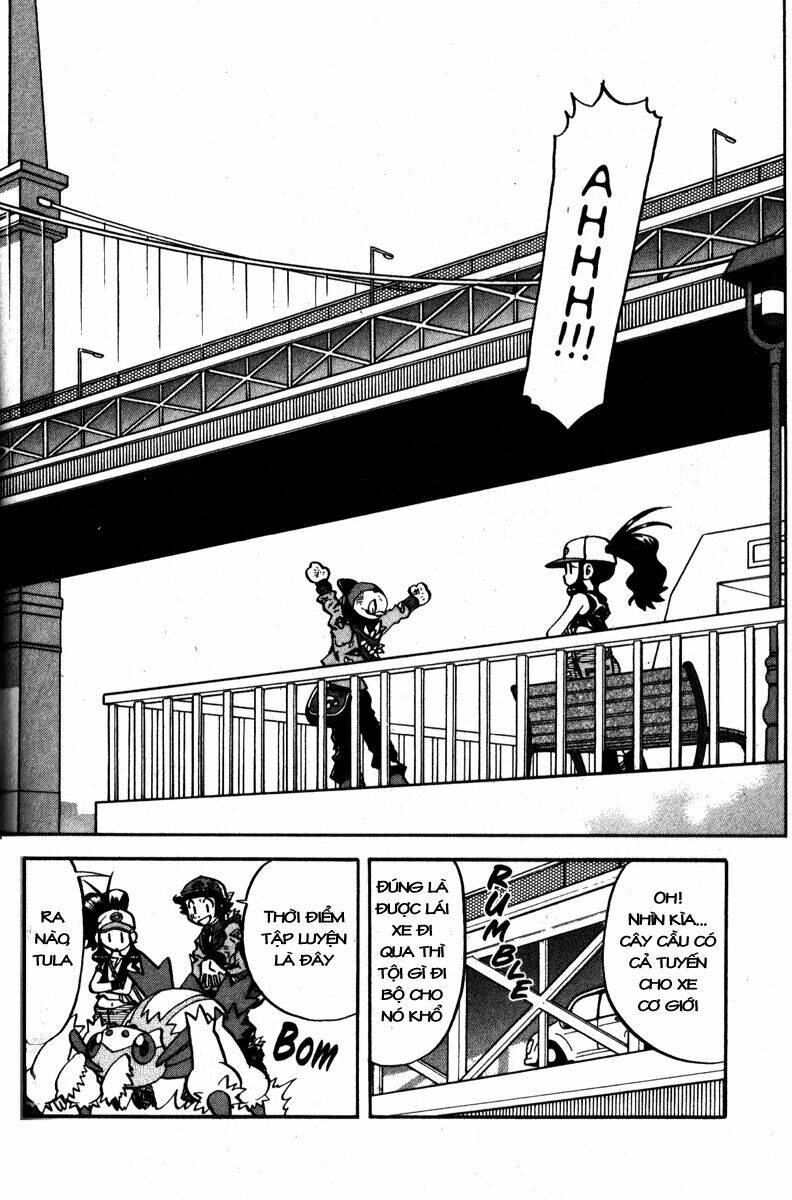 AHHH!!!!
OH!
NHÌN KÌA...
CÂY CẦU CÓ
CẢ TUYẾN
CHO XE
CƠ GIỚI
RUMBLE
ĐÚNG LÀ
ĐƯỢC LÁI
XE ĐI
QUA THÌ
TỘI GÌ ĐI
BỘ CHO
NÓ KHỔ
THỜI ĐIỂM
TẬP LUYỆN
LÀ ĐÂY
RA
NÀO,
TULA
BOM